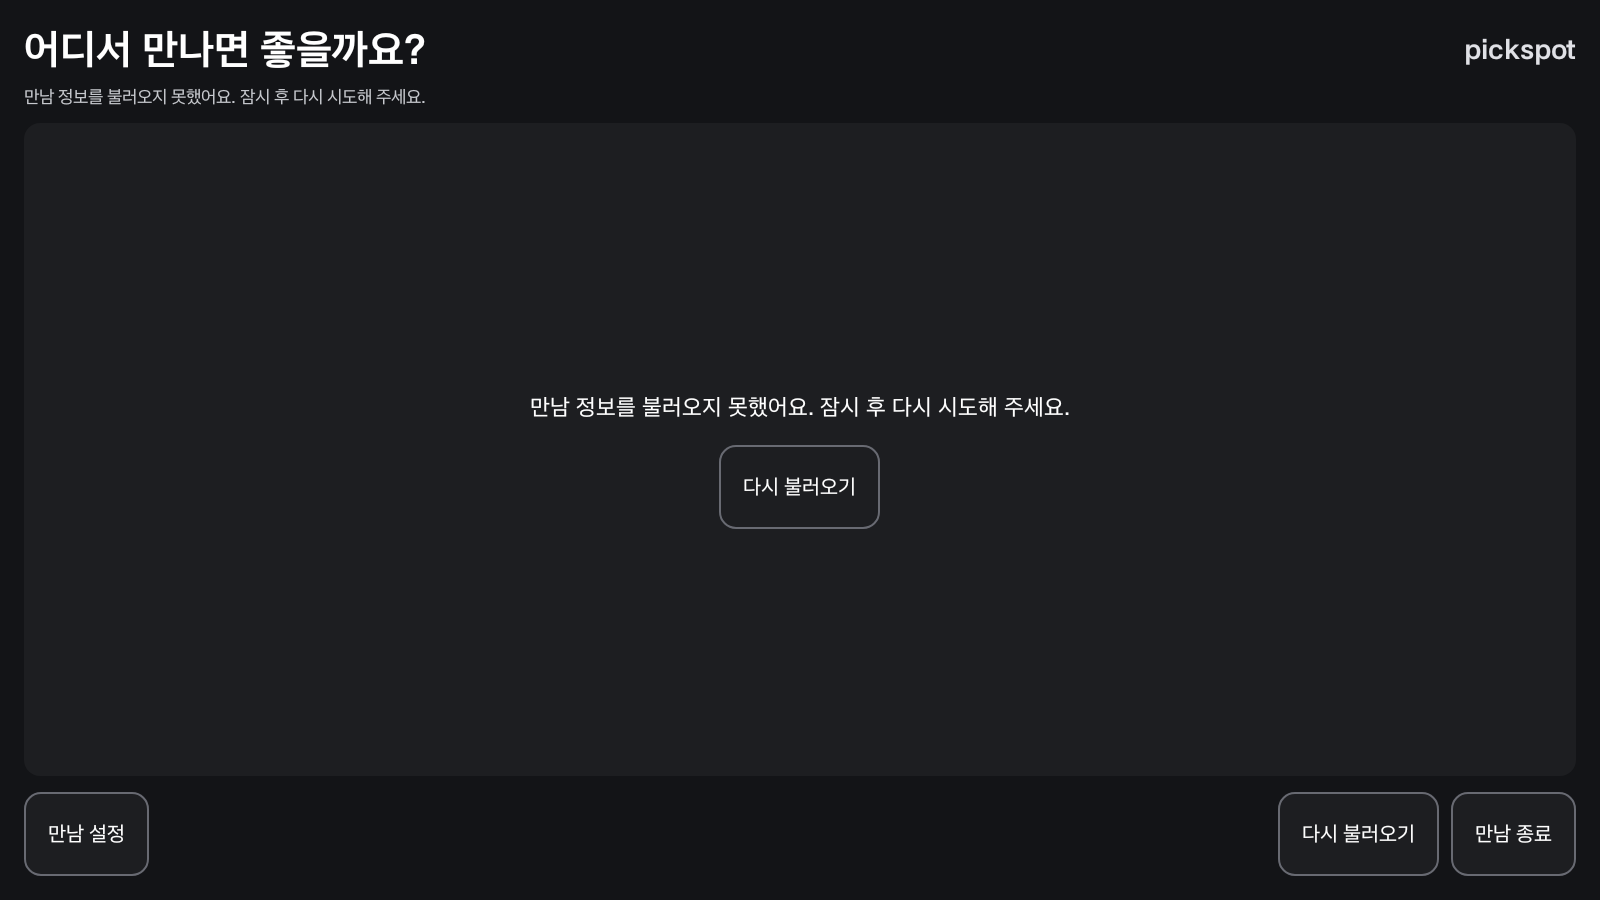 어디서 만나면 좋을까요?
pickspot
만남 정보를 불러오지 못했어요. 잠시 후 다시 시도해 주세요.
만남 정보를 불러오지 못했어요. 잠시 후 다시 시도해 주세요.
다시 불러오기
만남 설정
다시 불러오기
만남 종료